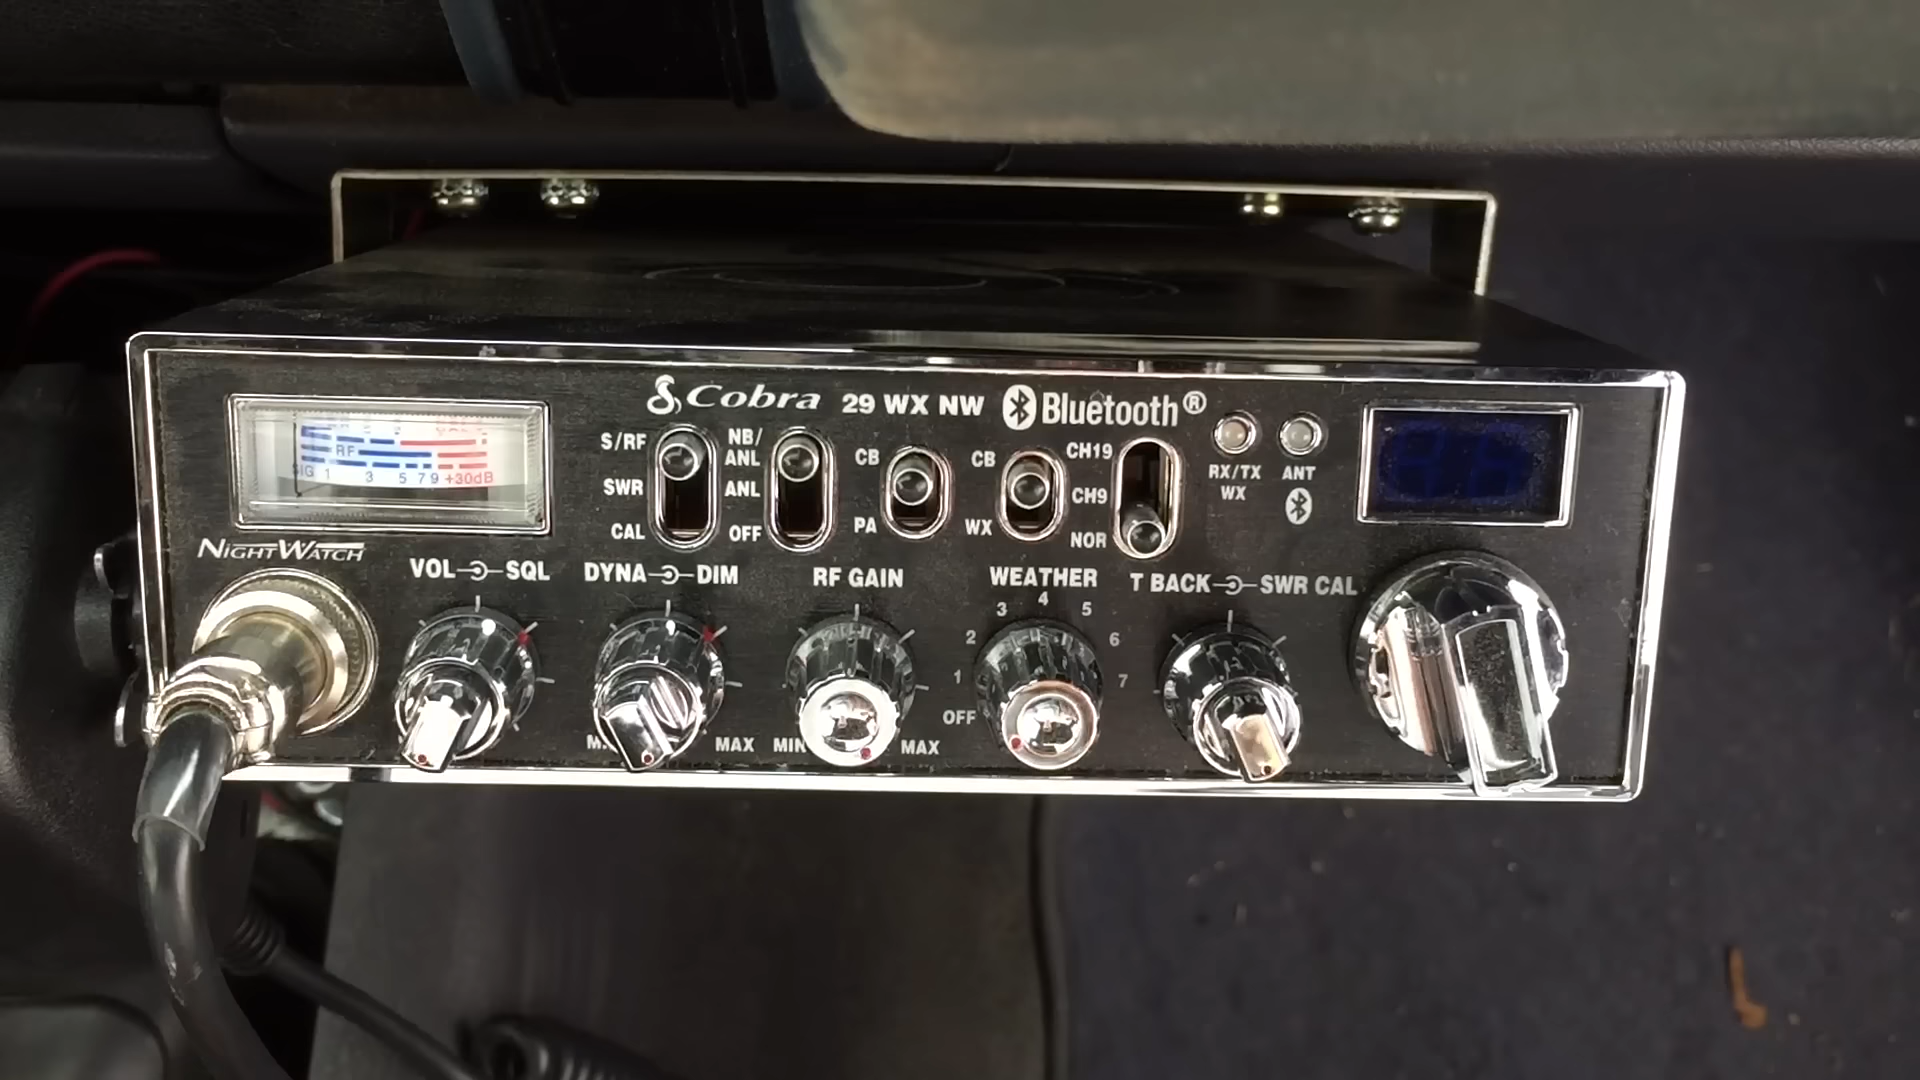 Cobra 29 WX NW Bluetooth®
S/RF
SWR
CAL
NB/
ANL
ANL
OFF
CB
PA
CB
WX
CH19
CH9
NOR
RX/TX
WX
ANT
RF
SIG 1 3 5 7 9 +30dB
NIGHTWATCH
VOL SQL
DYNA DIM
MAX
RF GAIN
MIN MAX
WEATHER
OFF 1 2 3 4 5 6 7
T BACK SWR CAL